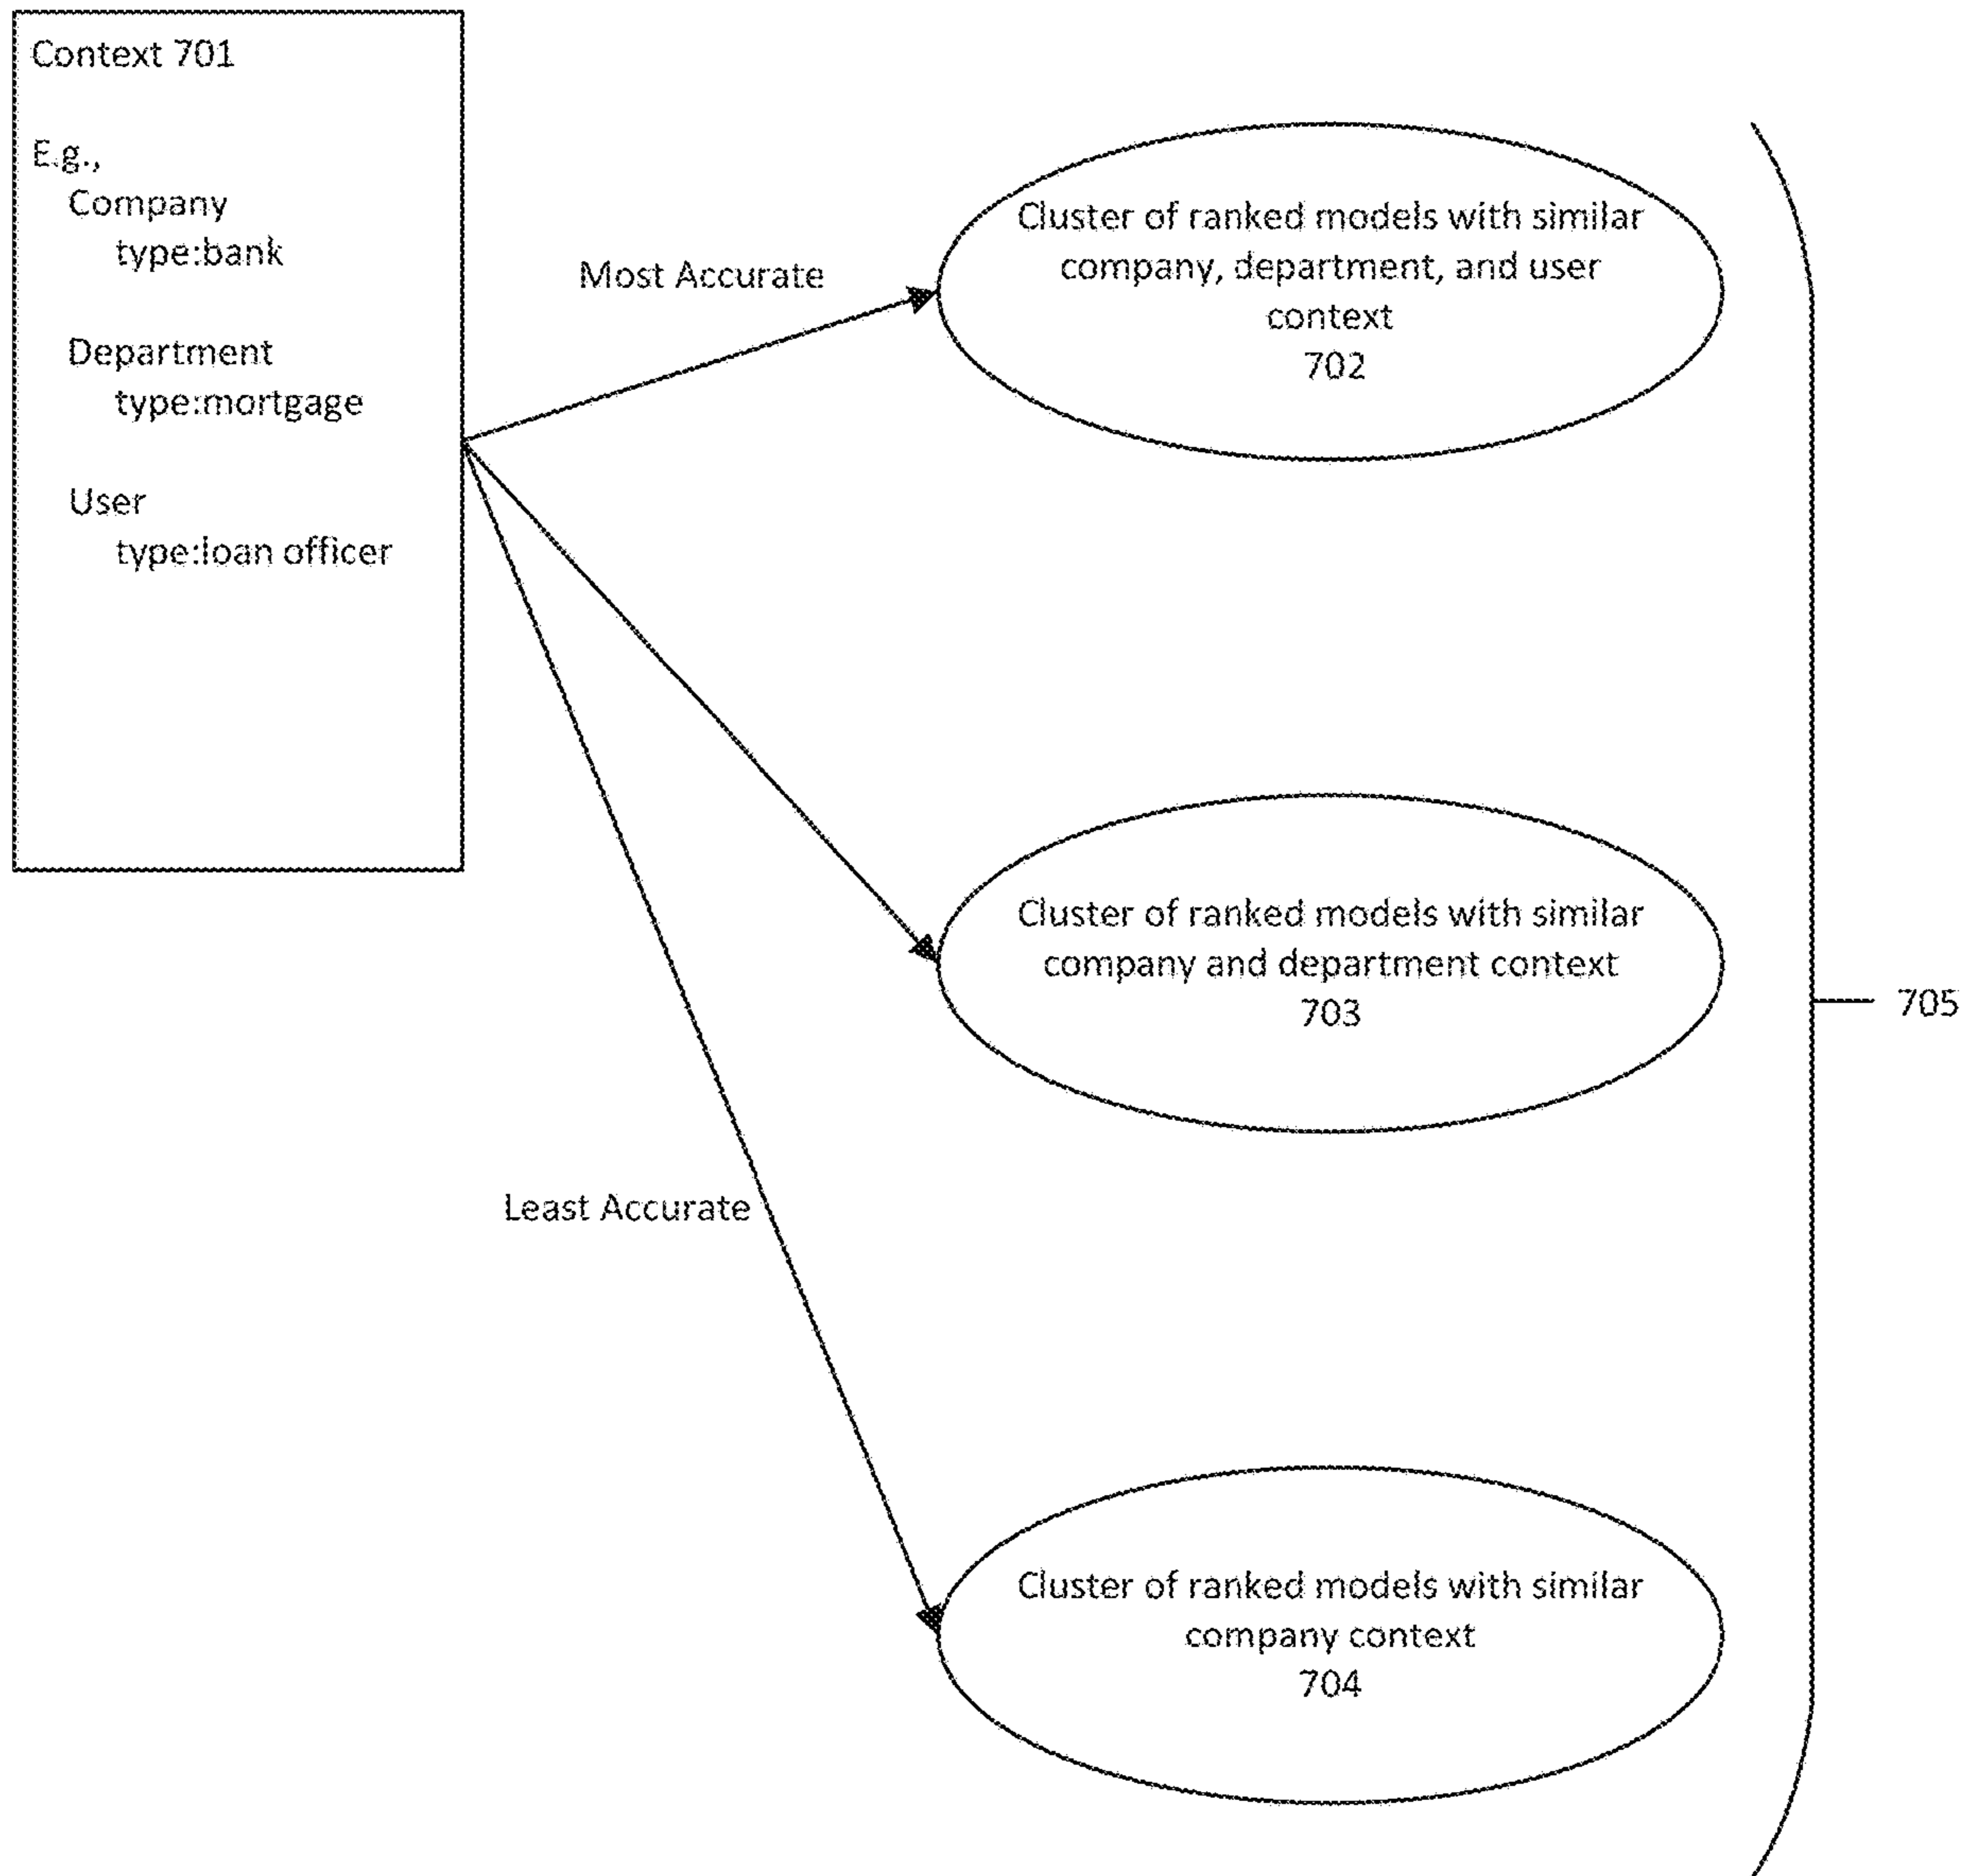 Context 701
E.g.,
Company
type:bank
Department
type:mortgage
User
type:loan officer
Most Accurate
Cluster of ranked models with similar
company, department, and user
context
702
Cluster of ranked models with similar
company and department context
703
705
Least Accurate
Cluster of ranked models with similar
company context
704